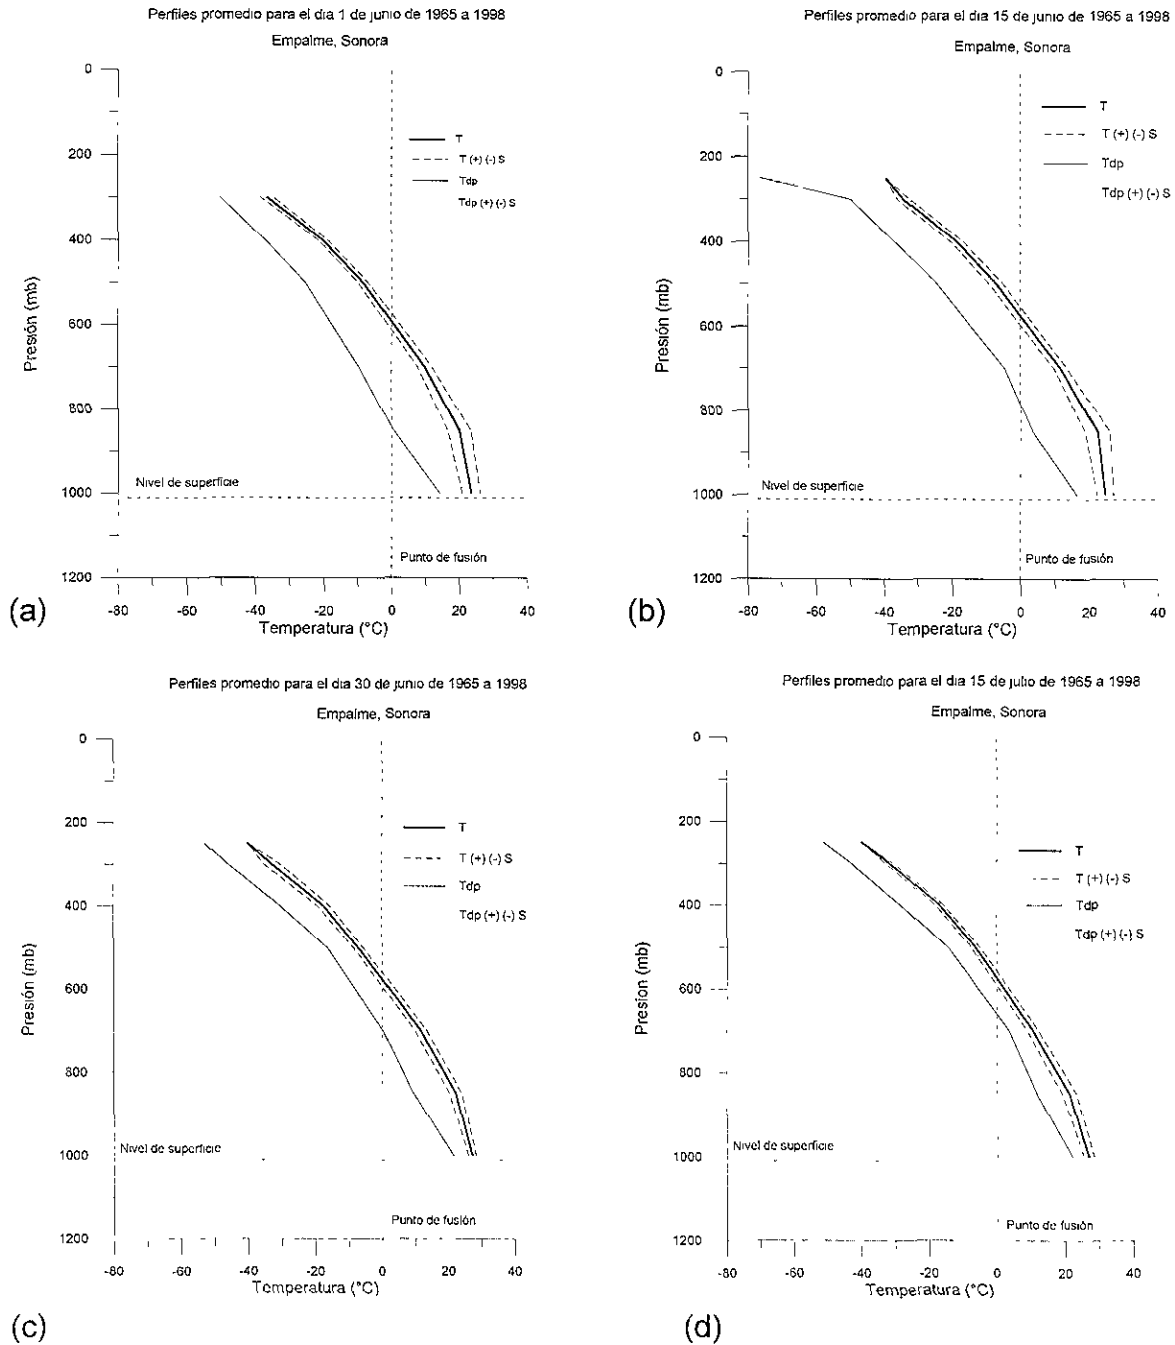 Perfiles promedio para el dia 1 de junio de 1965 a 1998
Empalme, Sonora
0
200
400
600
800
1000
1200
Presión (mb)
T
T (+) (-) S
Tdp
Tdp (+) (-) S
Nivel de superficie
Punto de fusión
-80 -60 -40 -20 0 20 40
Temperatura (°C)
(a)
Perfiles promedio para el dia 15 de junio de 1965 a 1998
Empalme, Sonora
0
200
400
600
800
1000
1200
Presión (mb)
T
T (+) (-) S
Tdp
Tdp (+) (-) S
Nivel de superficie
Punto de fusión
-80 -60 -40 -20 0 20 40
Temperatura (°C)
(b)
Perfiles promedio para el dia 30 de junio de 1965 a 1998
Empalme, Sonora
0
200
400
600
800
1000
1200
Presión (mb)
T
T (+) (-) S
Tdp
Tdp (+) (-) S
Nivel de superficie
Punto de fusión
-80 -60 -40 -20 0 20 40
Temperatura (°C)
(c)
Perfiles promedio para el dia 15 de julio de 1965 a 1998
Empalme, Sonora
0
200
400
600
800
1000
1200
Presion (mb)
T
T (+) (-) S
Tdp
Tdp (+) (-) S
Nivel de superficie
Punto de fusión
-80 -60 -40 -20 0 20 40
Temperatura (°C)
(d)